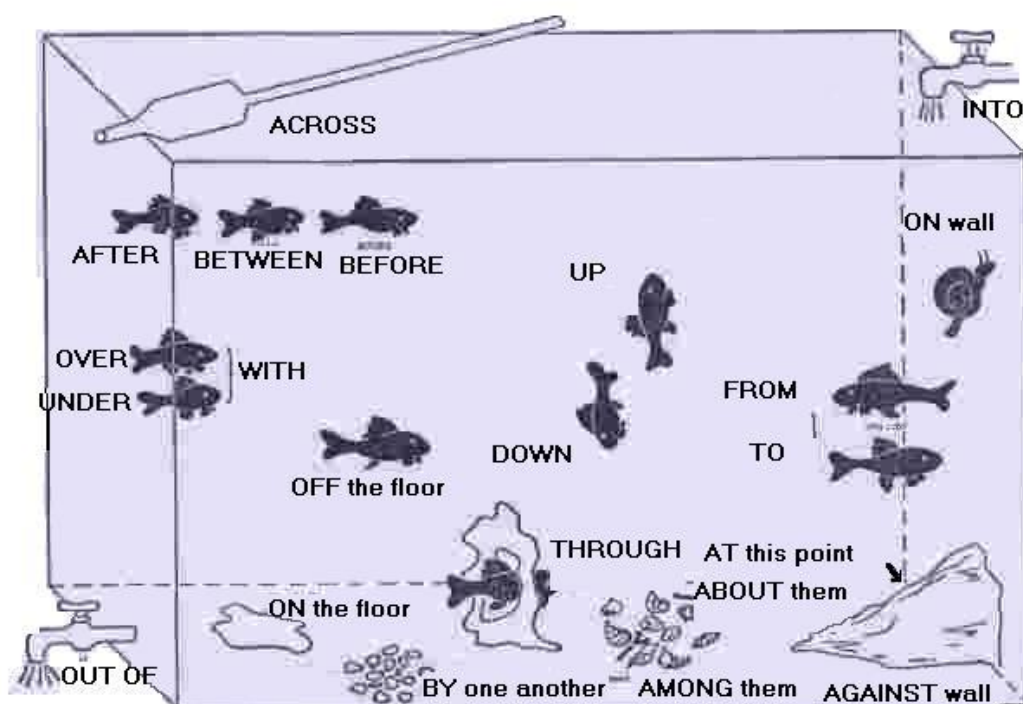 ACROSS
INTO
AFTER
BETWEEN
BEFORE
ON wall
UP
OVER
WITH
UNDER
FROM
DOWN
TO
OFF the floor
THROUGH
AT this point
ABOUT them
ON the floor
OUT OF
BY one another
AMONG them
AGAINST wall